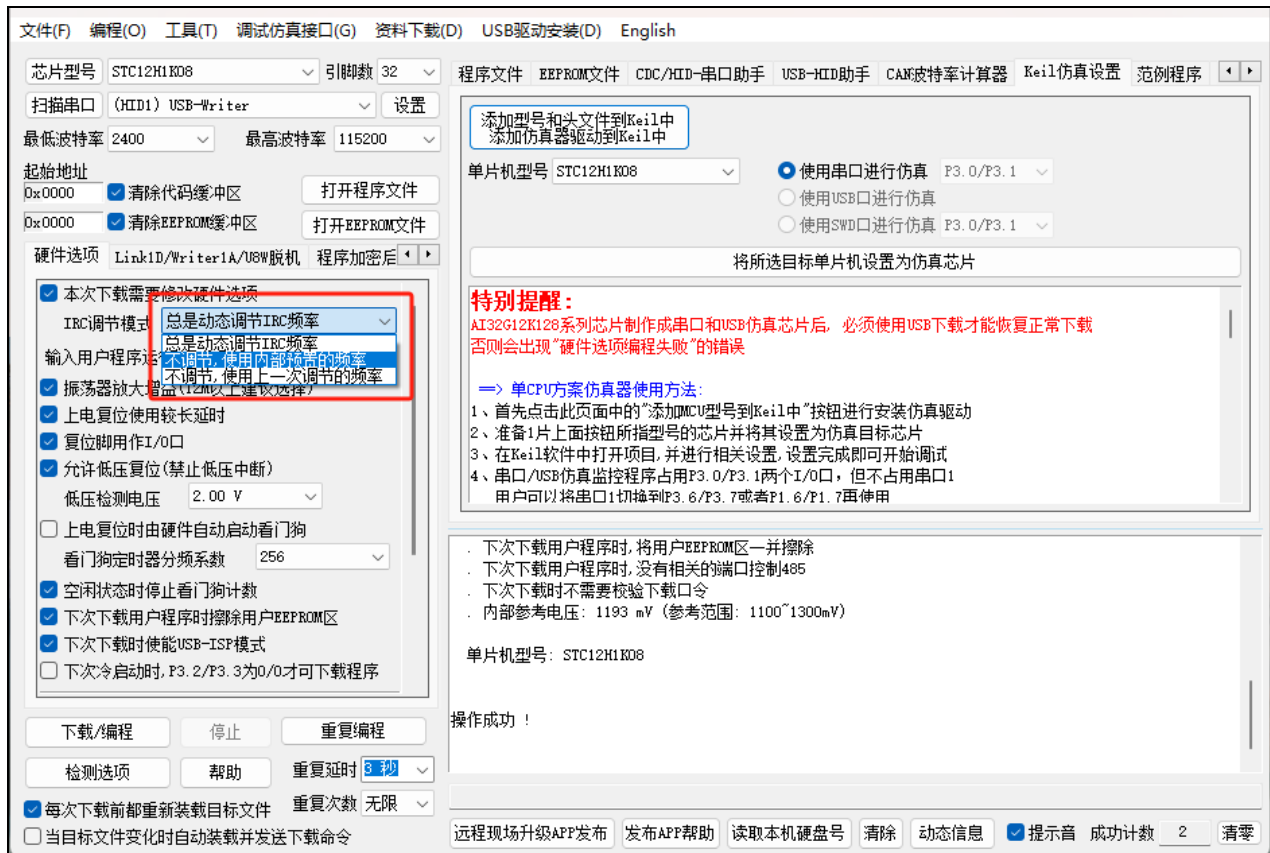 文件(F) 编程(O) 工具(T) 调试仿真接口(G) 资料下载(D) USB驱动安装(D) English
芯片型号 STC12H1K08 引脚数 32
扫描串口 (HID1) USB-Writer 设置
最低波特率 2400 最高波特率 115200
起始地址
0x0000 清除代码缓冲区 打开程序文件
0x0000 清除EEPROM缓冲区 打开EEPROM文件
硬件选项 Link1D/Writer1A/U8W脱机 程序加密后
本次下载需要修改硬件选项
IRC调节模式 总是动态调节IRC频率
总是动态调节IRC频率
输入用户程序运 不调节,使用内部预置的频率
不调节,使用上一次调节的频率
振荡器放大增益(12M以上建议选择)
上电复位使用较长延时
复位脚用作I/O口
允许低压复位(禁止低压中断)
低压检测电压 2.00 V
上电复位时由硬件自动启动看门狗
看门狗定时器分频系数 256
空闲状态时停止看门狗计数
下次下载用户程序时擦除用户EEPROM区
下次下载时使能USB-ISP模式
下次冷启动时,P3.2/P3.3为0/0才可下载程序
下载/编程 停止 重复编程
检测选项 帮助 重复延时 3 秒
每次下载前都重新装载目标文件 重复次数 无限
当目标文件变化时自动装载并发送下载命令
程序文件 EEPROM文件 CDC/HID-串口助手 USB-HID助手 CAN波特率计算器 Keil仿真设置 范例程序
添加型号和头文件到Keil中
添加仿真器驱动到Keil中
单片机型号 STC12H1K08 使用串口进行仿真 P3.0/P3.1
使用USB口进行仿真
使用SWD口进行仿真 P3.0/P3.1
将所选目标单片机设置为仿真芯片
特别提醒:
AI32G12K128系列芯片制作成串口和USB仿真芯片后, 必须使用USB下载才能恢复正常下载
否则会出现"硬件选项编程失败"的错误
==> 单CPU方案仿真器使用方法:
1、首先点击此页面中的"添加MCU型号到Keil中"按钮进行安装仿真驱动
2、准备1片上面按钮所指型号的芯片并将其设置为仿真目标芯片
3、在Keil软件中打开项目,并进行相关设置,设置完成即可开始调试
4、串口/USB仿真监控程序占用P3.0/P3.1两个I/O口，但不占用串口1
用户可以将串口1切换到P3.6/P3.7或者P1.6/P1.7再使用
. 下次下载用户程序时,将用户EEPROM区一并擦除
. 下次下载用户程序时,没有相关的端口控制485
. 下次下载时不需要校验下载口令
. 内部参考电压: 1193 mV (参考范围: 1100~1300mV)
单片机型号: STC12H1K08
操作成功 !
远程现场升级APP发布 发布APP帮助 读取本机硬盘号 清除 动态信息 提示音 成功计数 2 清零